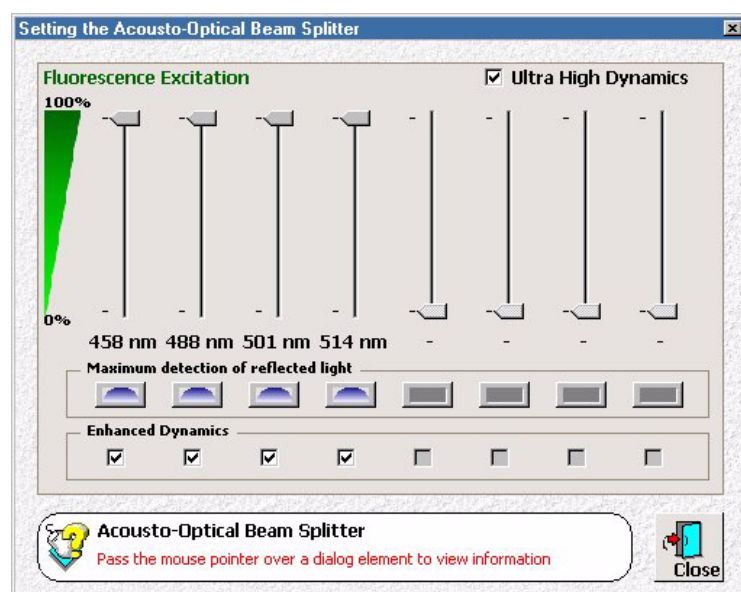 Setting the Acousto-Optical Beam Splitter
Fluorescence Excitation
Ultra High Dynamics
100%
- - - - - - - -
- - - - - - - -
0%
458 nm 488 nm 501 nm 514 nm - - - -
Maximum detection of reflected light
Enhanced Dynamics
Acousto-Optical Beam Splitter
Pass the mouse pointer over a dialog element to view information
Close